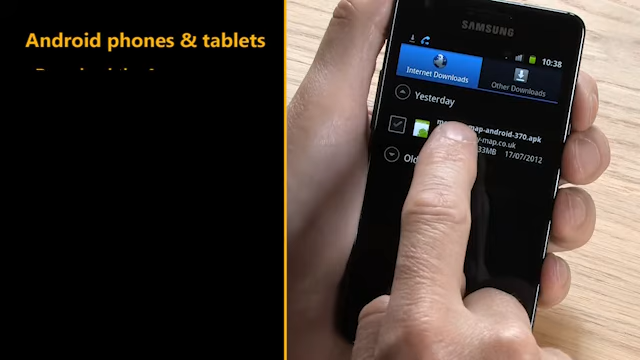 Android phones & tablets
SAMSUNG
10:38
Internet Downloads
Other Downloads
Yesterday
map-android-370.apk
y-map.co.uk
33MB 17/07/2012